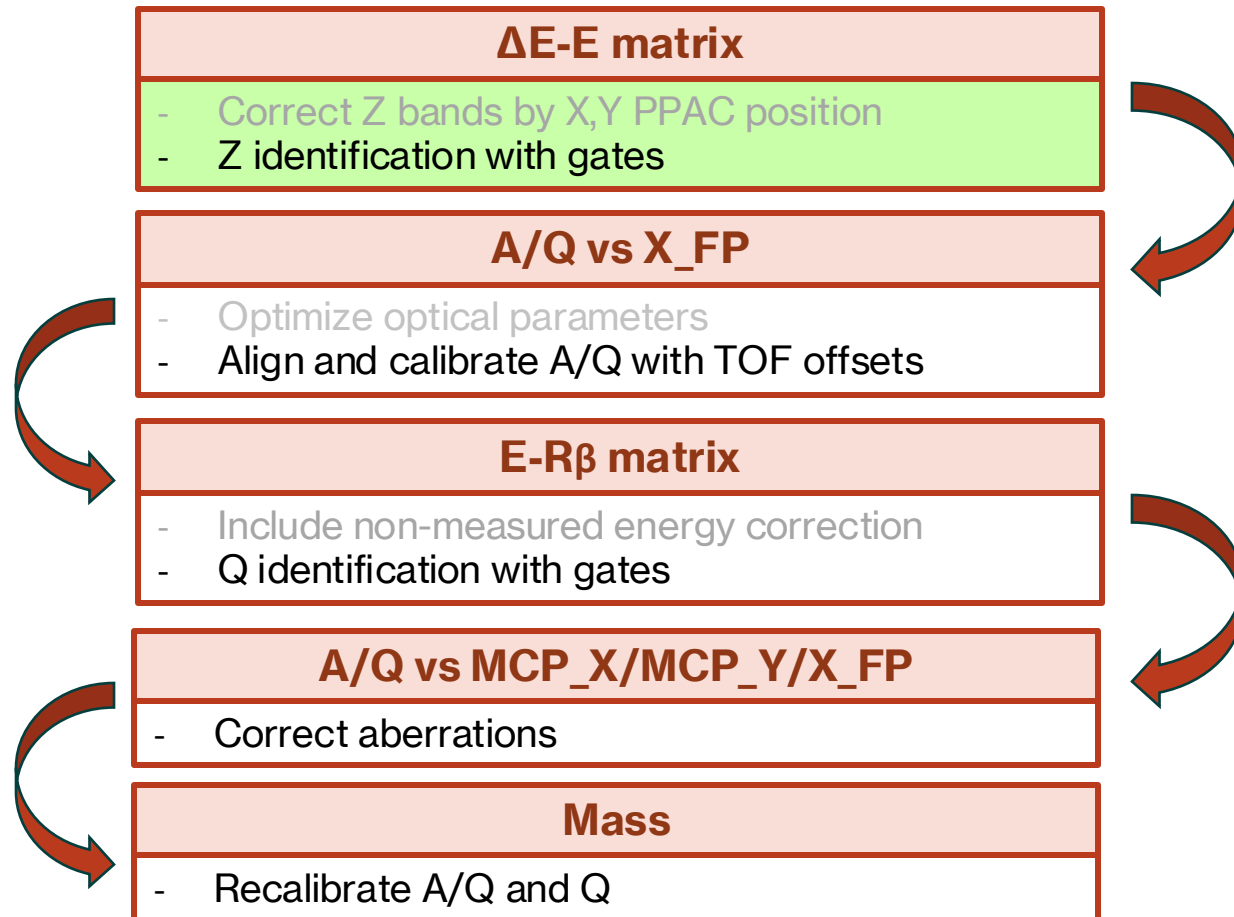 ΔE-E matrix
- Correct Z bands by X,Y PPAC position
- Z identification with gates
A/Q vs X_FP
- Optimize optical parameters
- Align and calibrate A/Q with TOF offsets
E-Rβ matrix
- Include non-measured energy correction
- Q identification with gates
A/Q vs MCP_X/MCP_Y/X_FP
- Correct aberrations
Mass
- Recalibrate A/Q and Q